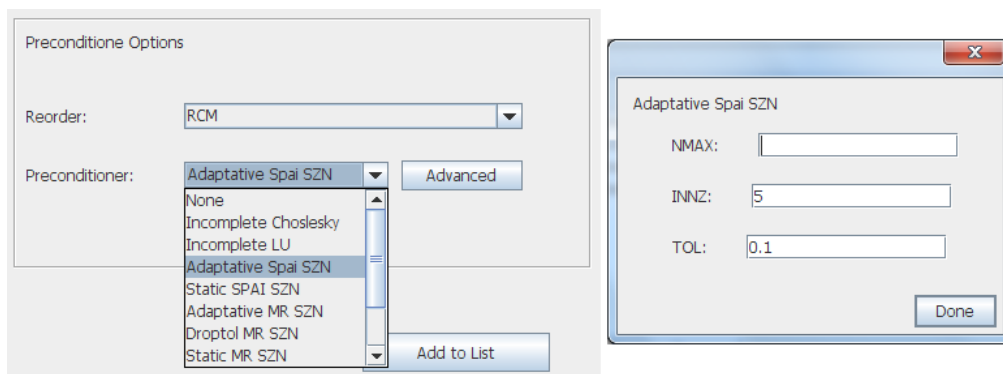 Preconditione Options
Reorder:
RCM
Preconditioner:
Adaptative Spai SZN
Advanced
None
Incomplete Choslesky
Incomplete LU
Adaptative Spai SZN
Static SPAI SZN
Adaptative MR SZN
Droptol MR SZN
Static MR SZN
Add to List
Adaptative Spai SZN
NMAX:
INNZ:
5
TOL:
0.1
Done